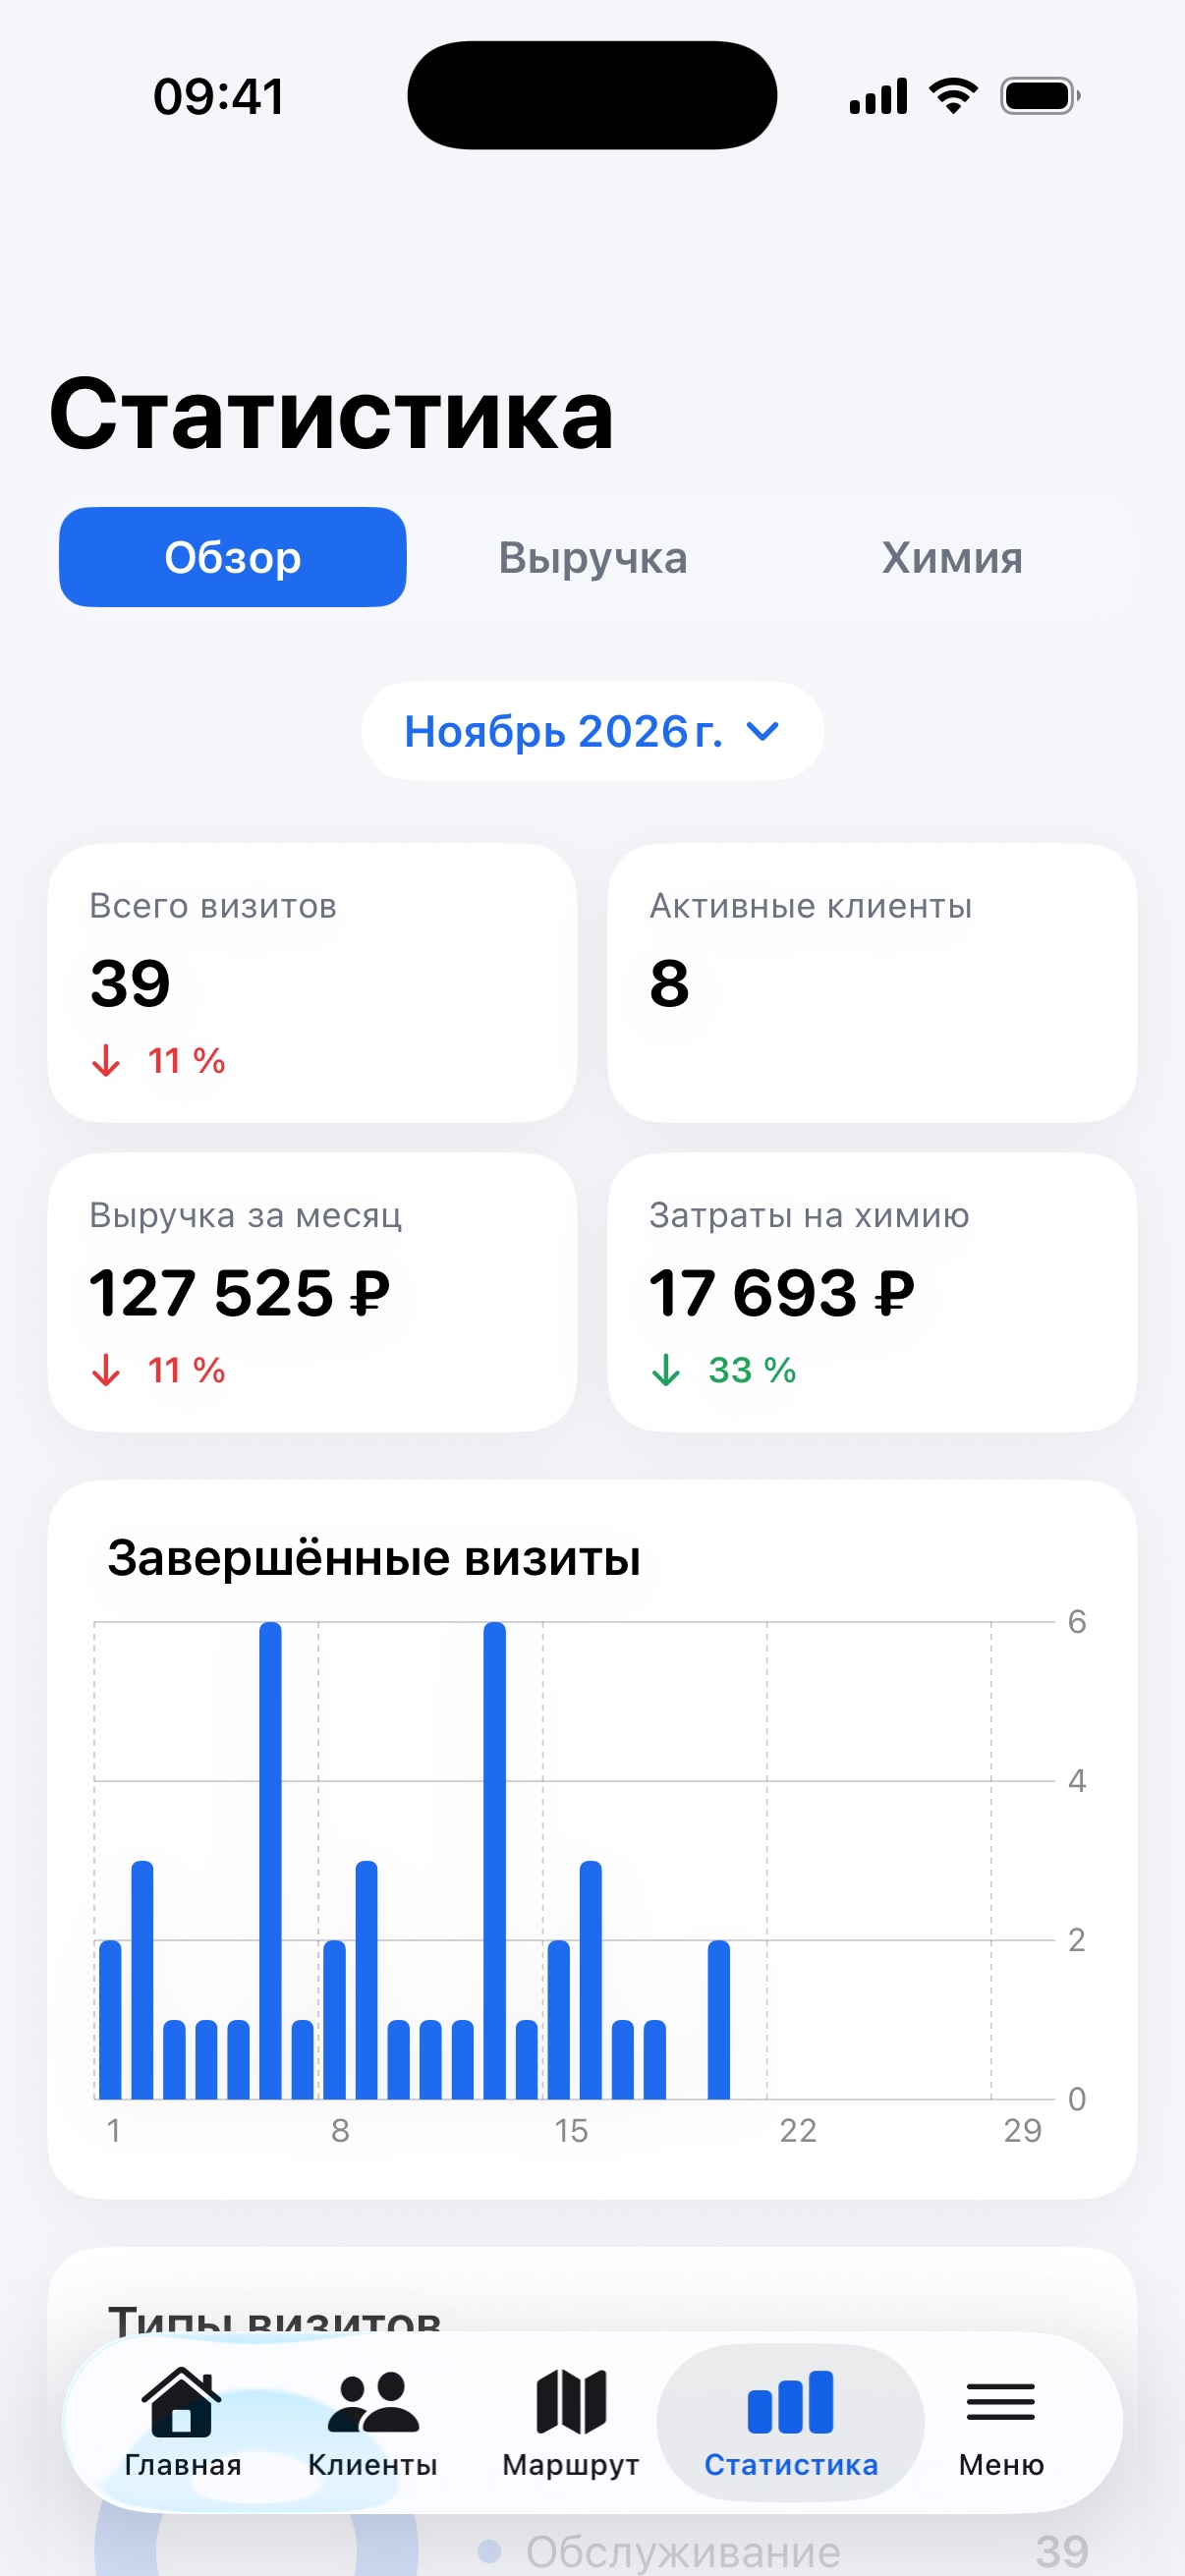 09:41
Статистика
Обзор Выручка Химия
Ноябрь 2026 г.
Всего визитов
39
↓ 11 %
Активные клиенты
8
Выручка за месяц
127 525 ₽
↓ 11 %
Затраты на химию
17 693 ₽
↓ 33 %
Завершённые визиты
6
4
2
0
1 8 15 22 29
Типы визитов
Обслуживание 39
Главная Клиенты Маршрут Статистика Меню